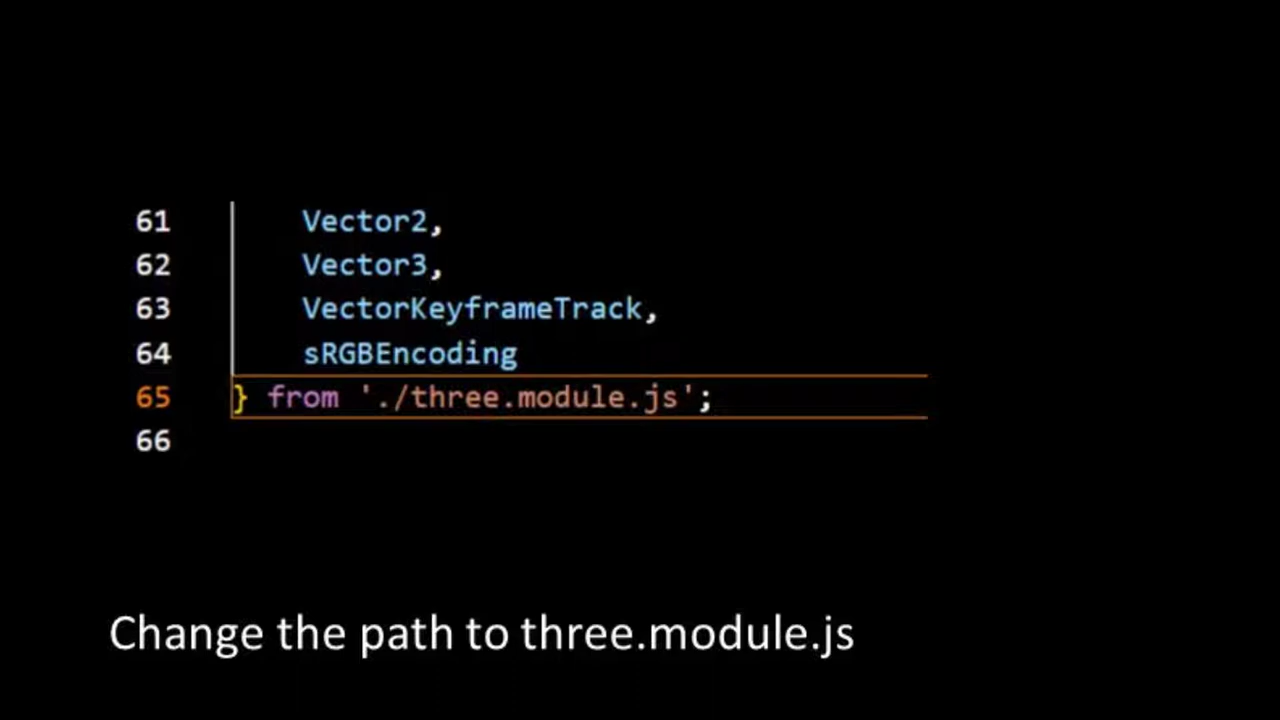 61 Vector2,
62 Vector3,
63 VectorKeyframeTrack,
64 sRGBEncoding
65 } from './three.module.js';
66
Change the path to three.module.js